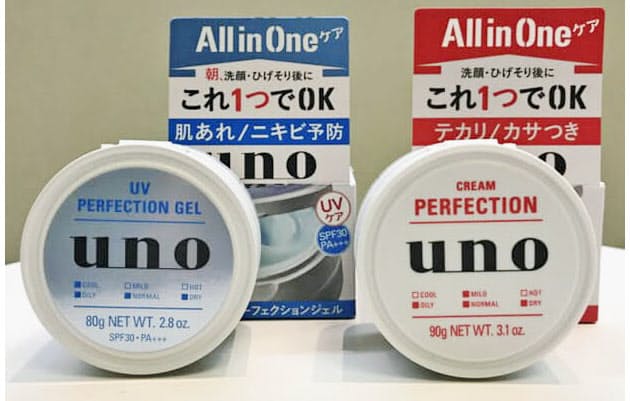 All in Oneケア
朝、洗顔・ひげそり後に
これ1つでOK
肌あれ/ニキビ予防
uno
UVケア
SPF30
PA+++
ーフェクションジェル
UV
PERFECTION GEL
uno
COOL MILD HOT
OILY NORMAL DRY
80g NET WT. 2.8 oz.
SPF30・PA+++
All in Oneケア
洗顔・ひげそり後に
これ1つでOK
テカリ/カサつき
uno
CREAM
PERFECTION
uno
COOL MILD HOT
OILY NORMAL DRY
90g NET WT. 3.1 oz.